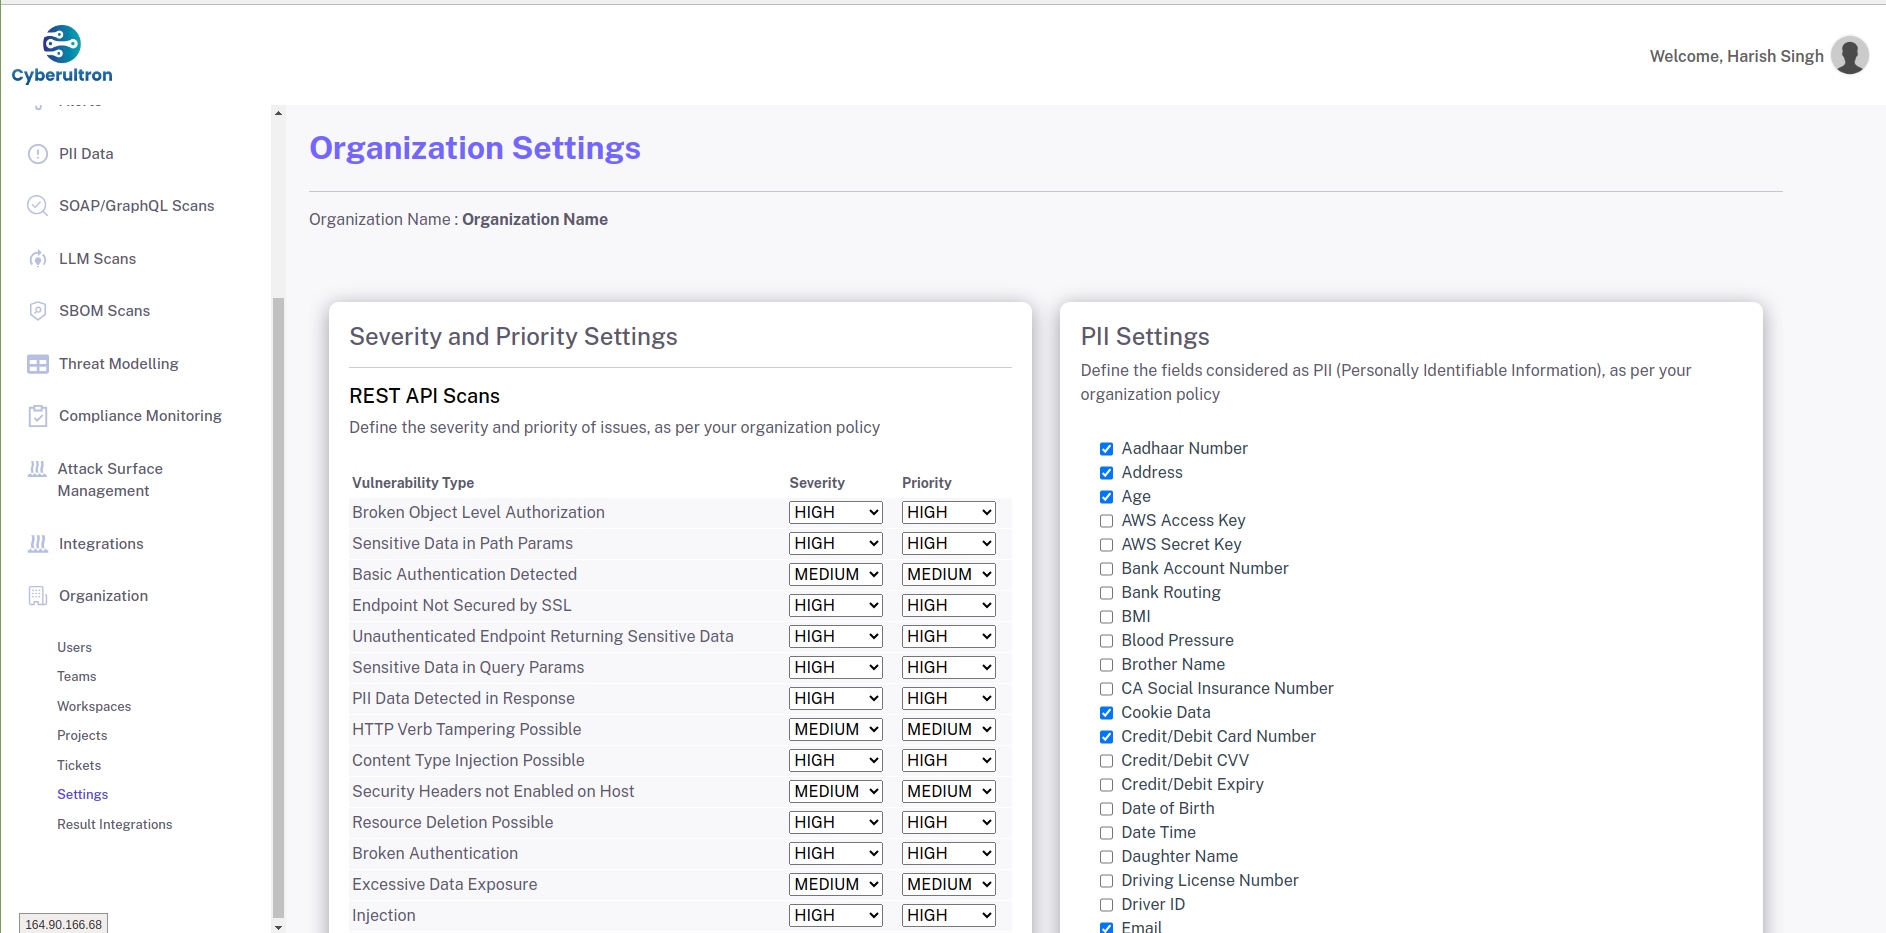 Cyberultron
Welcome, Harish Singh
Alerts
PII Data
SOAP/GraphQL Scans
LLM Scans
SBOM Scans
Threat Modelling
Compliance Monitoring
Attack Surface
Management
Integrations
Organization
Users
Teams
Workspaces
Projects
Tickets
Settings
Result Integrations
164.90.166.68
Organization Settings
Organization Name : Organization Name
Severity and Priority Settings
REST API Scans
Define the severity and priority of issues, as per your organization policy
Vulnerability Type Severity Priority
Broken Object Level Authorization HIGH HIGH
Sensitive Data in Path Params HIGH HIGH
Basic Authentication Detected MEDIUM MEDIUM
Endpoint Not Secured by SSL HIGH HIGH
Unauthenticated Endpoint Returning Sensitive Data HIGH HIGH
Sensitive Data in Query Params HIGH HIGH
PII Data Detected in Response HIGH HIGH
HTTP Verb Tampering Possible MEDIUM MEDIUM
Content Type Injection Possible HIGH HIGH
Security Headers not Enabled on Host MEDIUM MEDIUM
Resource Deletion Possible HIGH HIGH
Broken Authentication HIGH HIGH
Excessive Data Exposure MEDIUM MEDIUM
Injection HIGH HIGH
PII Settings
Define the fields considered as PII (Personally Identifiable Information), as per your
organization policy
Aadhaar Number
Address
Age
AWS Access Key
AWS Secret Key
Bank Account Number
Bank Routing
BMI
Blood Pressure
Brother Name
CA Social Insurance Number
Cookie Data
Credit/Debit Card Number
Credit/Debit CVV
Credit/Debit Expiry
Date of Birth
Date Time
Daughter Name
Driving License Number
Driver ID
Email